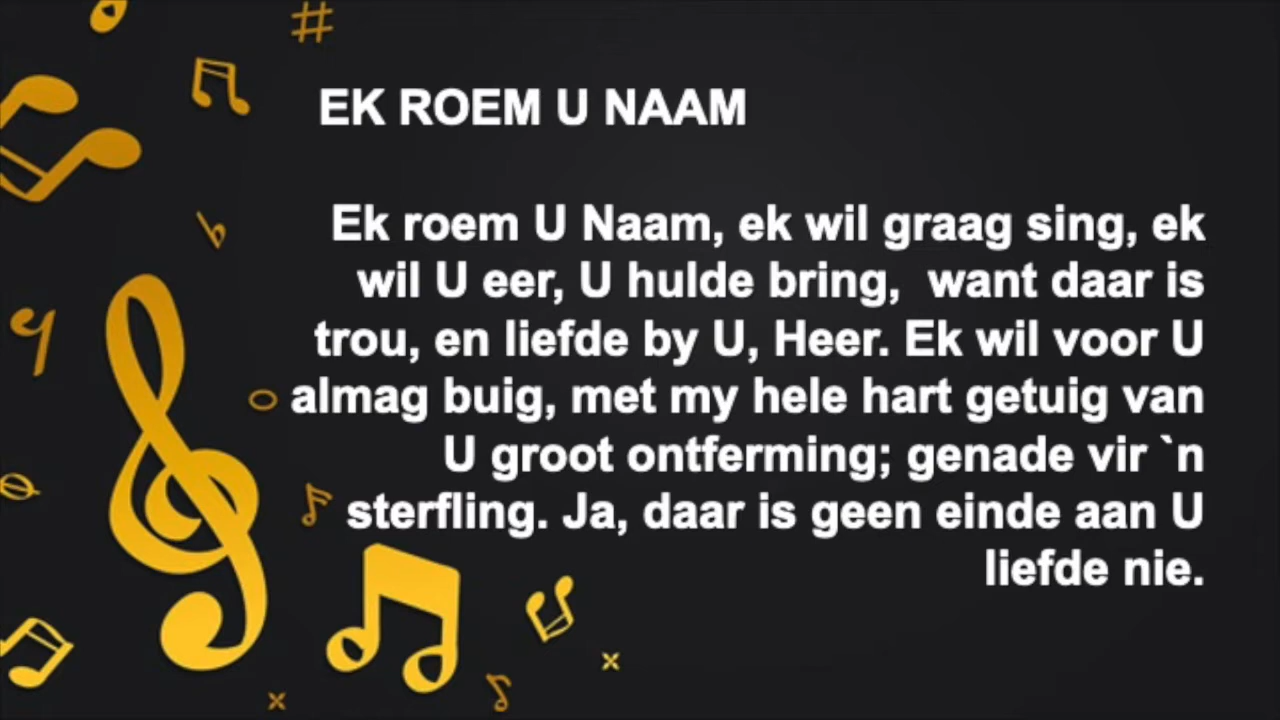 EK ROEM U NAAM
Ek roem U Naam, ek wil graag sing, ek
wil U eer, U hulde bring,  want daar is
trou, en liefde by U, Heer. Ek wil voor U
almag buig, met my hele hart getuig van
U groot ontferming; genade vir `n
sterfling. Ja, daar is geen einde aan U
liefde nie.